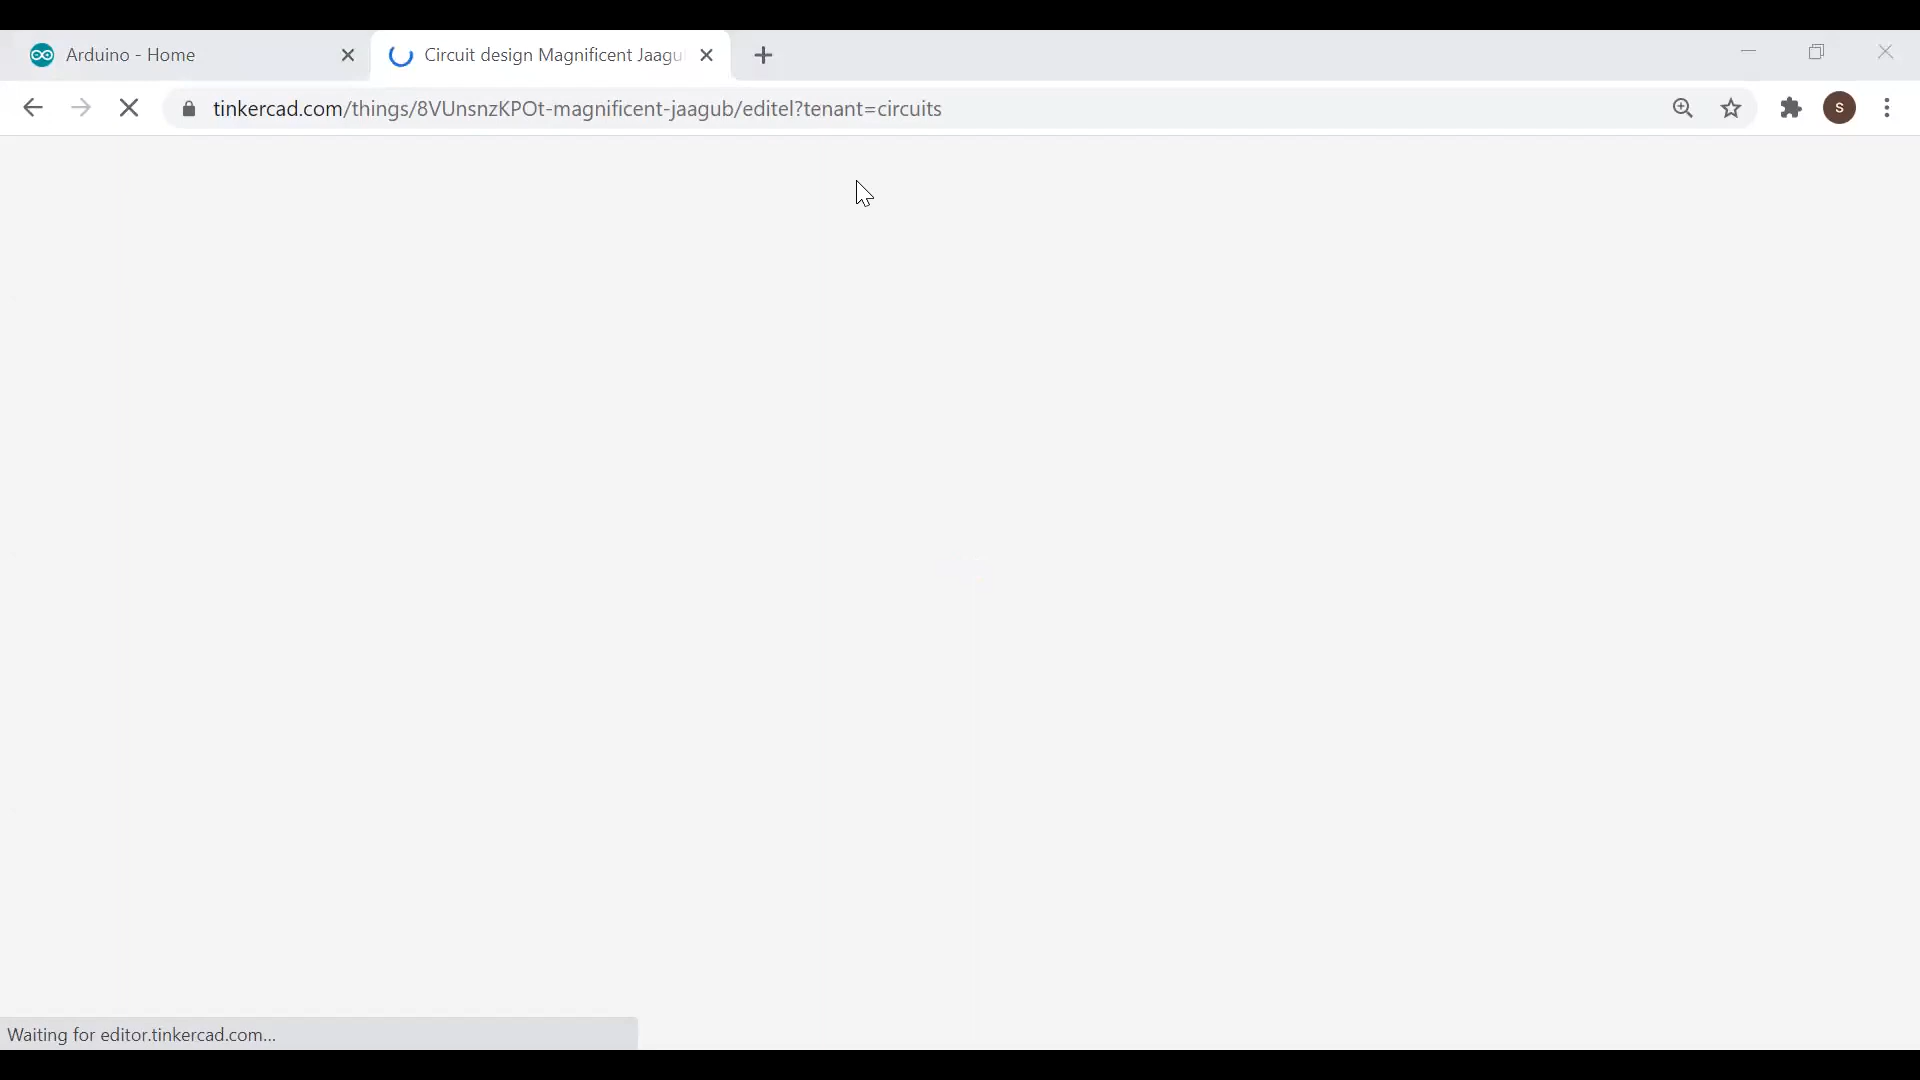 Arduino - Home
Circuit design Magnificent Jaagu
tinkercad.com/things/8VUnsnzKPOt-magnificent-jaagub/editel?tenant=circuits
S
Waiting for editor.tinkercad.com...